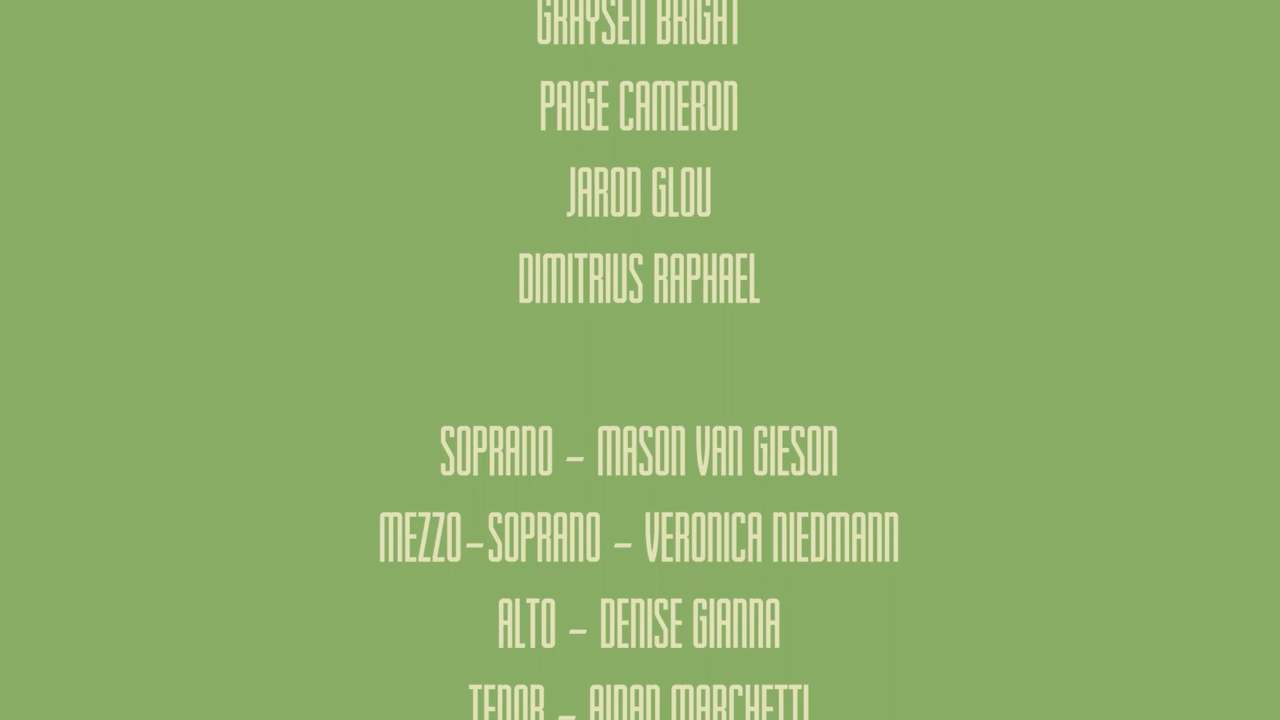 GRAYSEN BRIGHT
PAIGE CAMERON
JAROD GLOU
DIMITRIUS RAPHAEL
SOPRANO - MASON VAN GIESON
MEZZO-SOPRANO - VERONICA NIEDMANN
ALTO - DENISE GIANNA
TENOR - AIDAN MARCHETTI